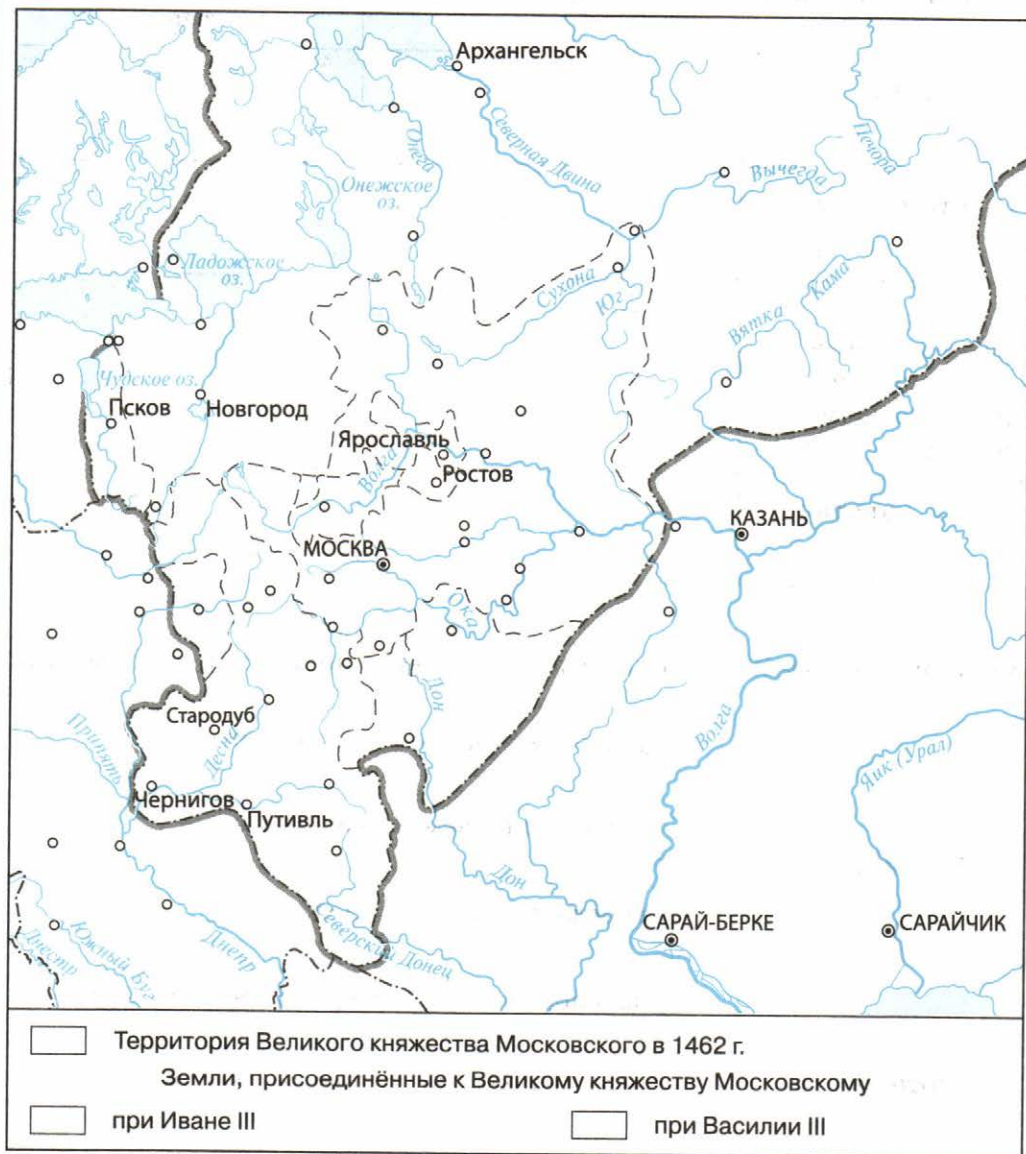 Архангельск
Северная Двина
Онега
Печора
Вычегда
Онежское
оз.
Ладожское
оз.
Сухона
Юг
Кама
Вятка
Чудское оз.
Псков
Новгород
Ярославль
Волга
Ростов
МОСКВА
КАЗАНЬ
Ока
Дон
Волга
Стародуб
Десна
Припять
Яик (Урал)
Чернигов
Путивль
Дон
САРАЙ-БЕРКЕ
САРАЙЧИК
Северский Донец
Днепр
Южный Буг
Днестр
Территория Великого княжества Московского в 1462 г.
Земли, присоединённые к Великому княжеству Московскому
при Иване III
при Василии III